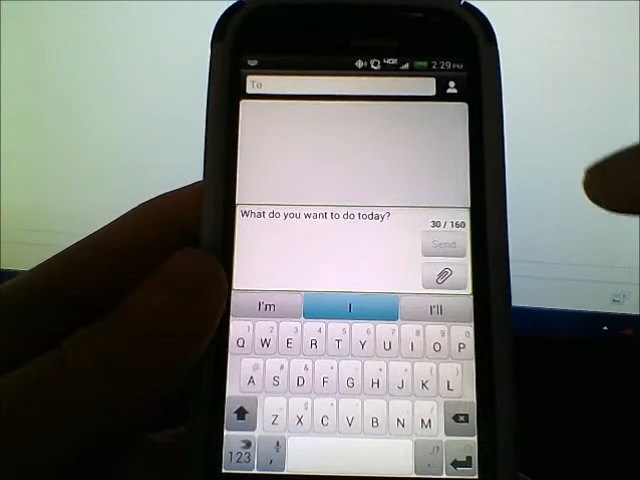 2:29 PM
To
What do you want to do today?
30 / 160
Send
I'm I I'll
Q W E R T Y U I O P
A S D F G H J K L
Z X C V B N M
123 , .